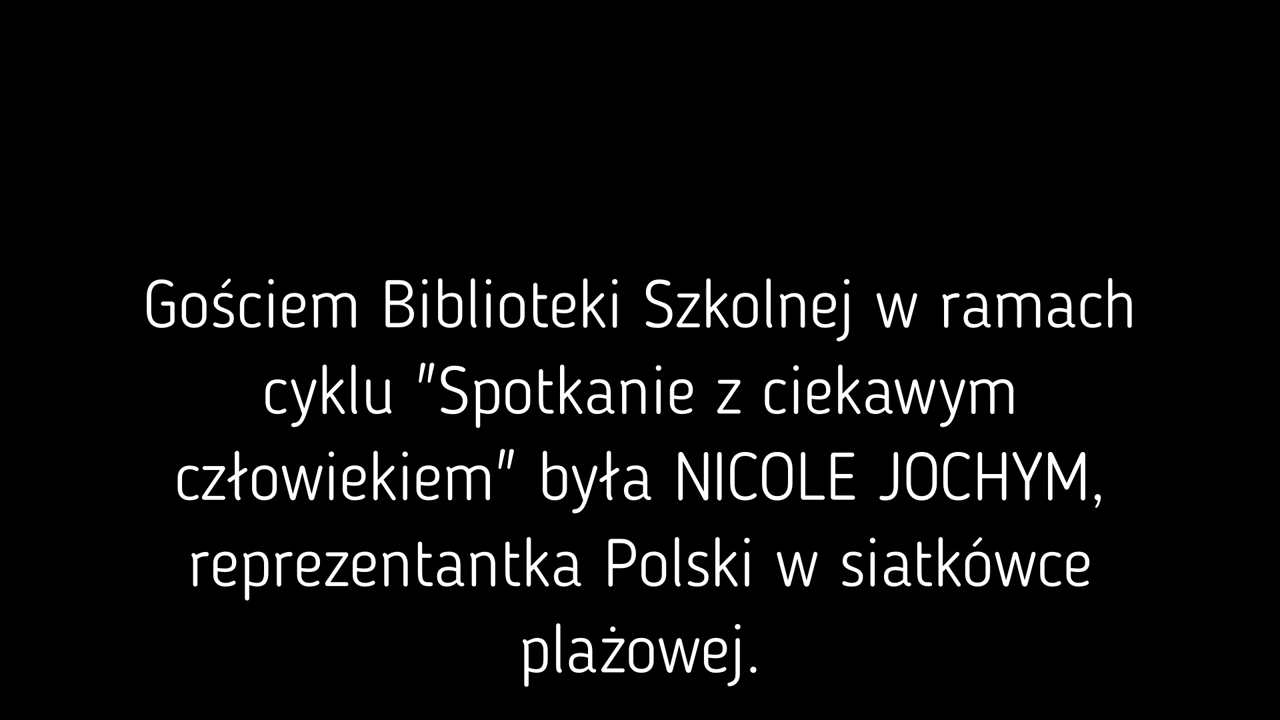 Gościem Biblioteki Szkolnej w ramach
cyklu "Spotkanie z ciekawym
człowiekiem" była NICOLE JOCHYM,
reprezentantka Polski w siatkówce
plażowej.